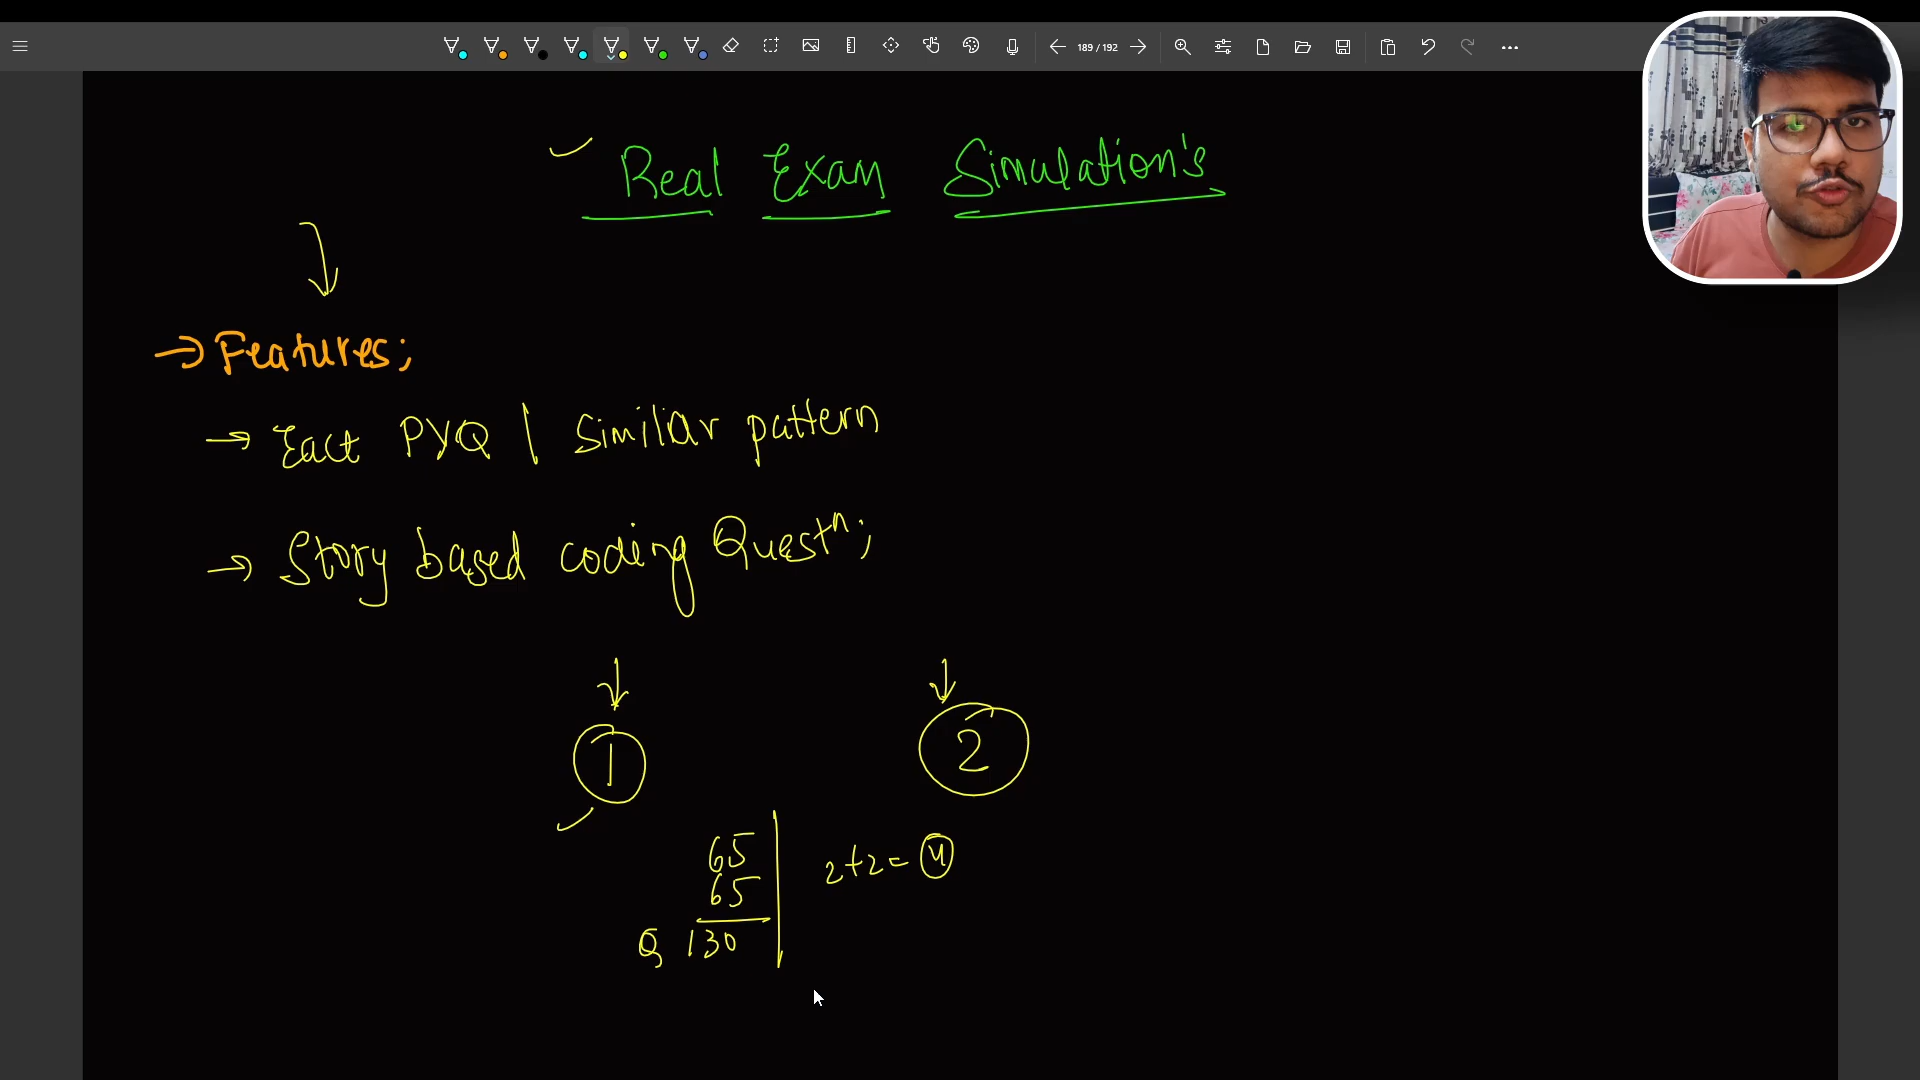 189 / 192
Real Exam Simulation's
→ Features;
→ Eact PYQ | Similiar pattern
→ Story based coding Questⁿ;
1 2
65
65
Q 130
2+2= 4